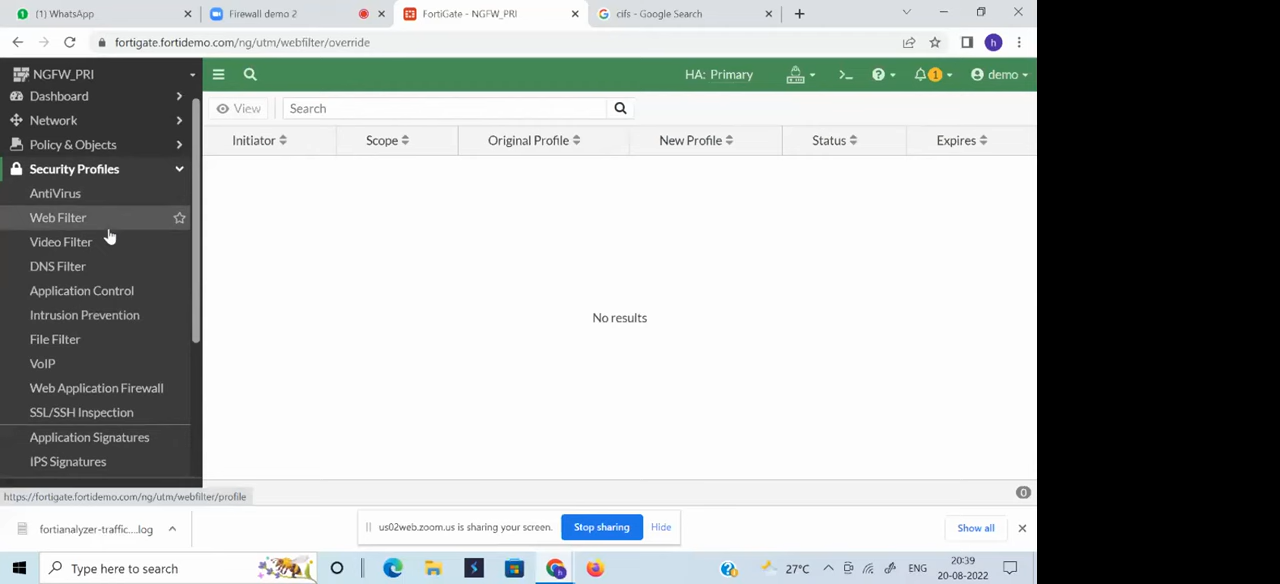 (1) WhatsApp
Firewall demo 2
FortiGate - NGFW_PRI
cifs - Google Search
fortigate.fortidemo.com/ng/utm/webfilter/override
h
NGFW_PRI
HA: Primary
1
demo
Dashboard
Network
Policy & Objects
Security Profiles
AntiVirus
Web Filter
Video Filter
DNS Filter
Application Control
Intrusion Prevention
File Filter
VoIP
Web Application Firewall
SSL/SSH Inspection
Application Signatures
IPS Signatures
View
Search
Initiator Scope Original Profile New Profile Status Expires
No results
0
https://fortigate.fortidemo.com/ng/utm/webfilter/profile
fortianalyzer-traffic....log
us02web.zoom.us is sharing your screen.
Stop sharing
Hide
Show all
Type here to search
27°C
ENG
20:39
20-08-2022